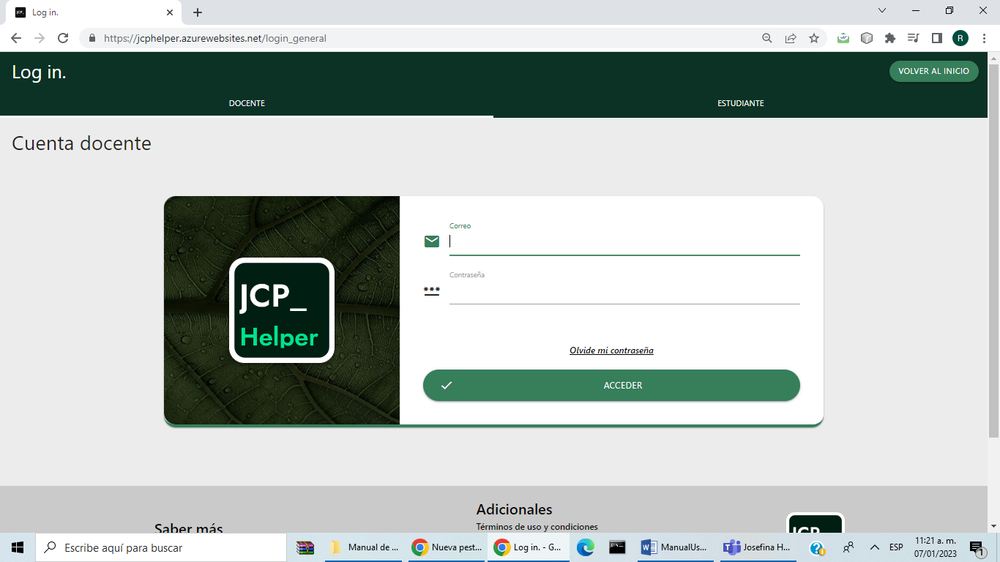 JCP_ Log in.
https://jcphelper.azurewebsites.net/login_general
R
Log in.
VOLVER AL INICIO
DOCENTE
ESTUDIANTE
Cuenta docente
JCP_
Helper
Correo
Contraseña
***
Olvide mi contraseña
ACCEDER
Saber más
Adicionales
Términos de uso y condiciones
JCP_
Escribe aquí para buscar
Manual de ...
Nueva pest...
Log in. - G...
ManualUs...
Josefina H...
ESP
11:21 a. m.
07/01/2023
1